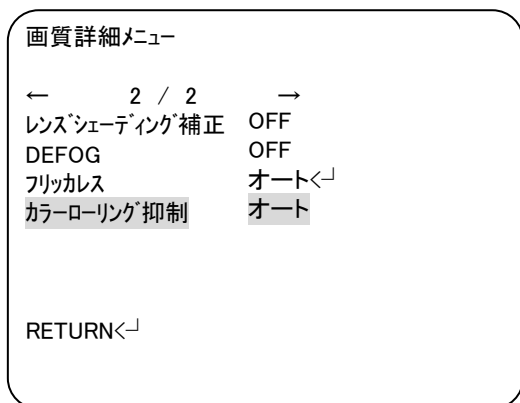 画質詳細メニュー
← 2 / 2 →
レンズシェーディング補正 OFF
DEFOG OFF
フリッカレス オート<┘
カラーローリング抑制 オート
RETURN<┘